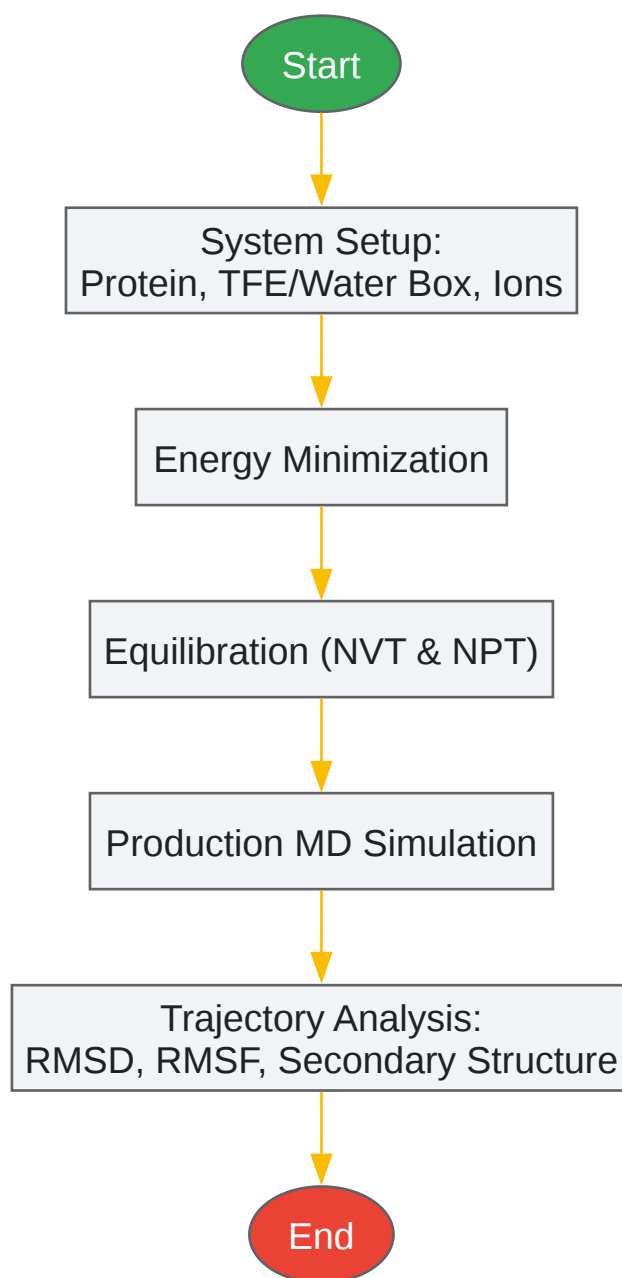 Start
System Setup:
Protein, TFE/Water Box, Ions
Energy Minimization
Equilibration (NVT & NPT)
Production MD Simulation
Trajectory Analysis:
RMSD, RMSF, Secondary Structure
End